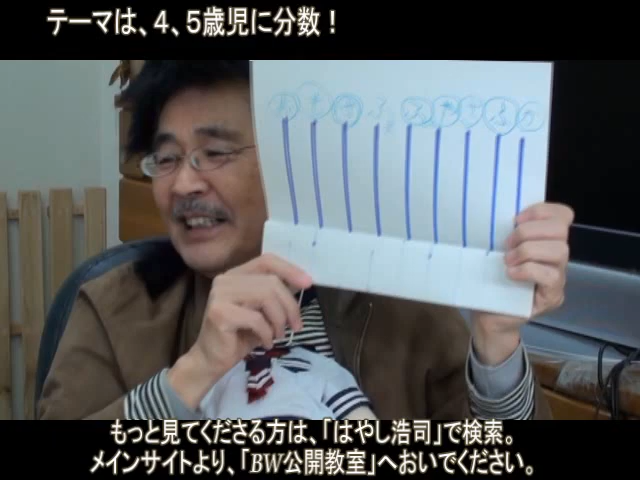 テーマは、４、５歳児に分数！
もっと見てくださる方は、「はやし浩司」で検索。
メインサイトより、「BW公開教室」へおいでください。